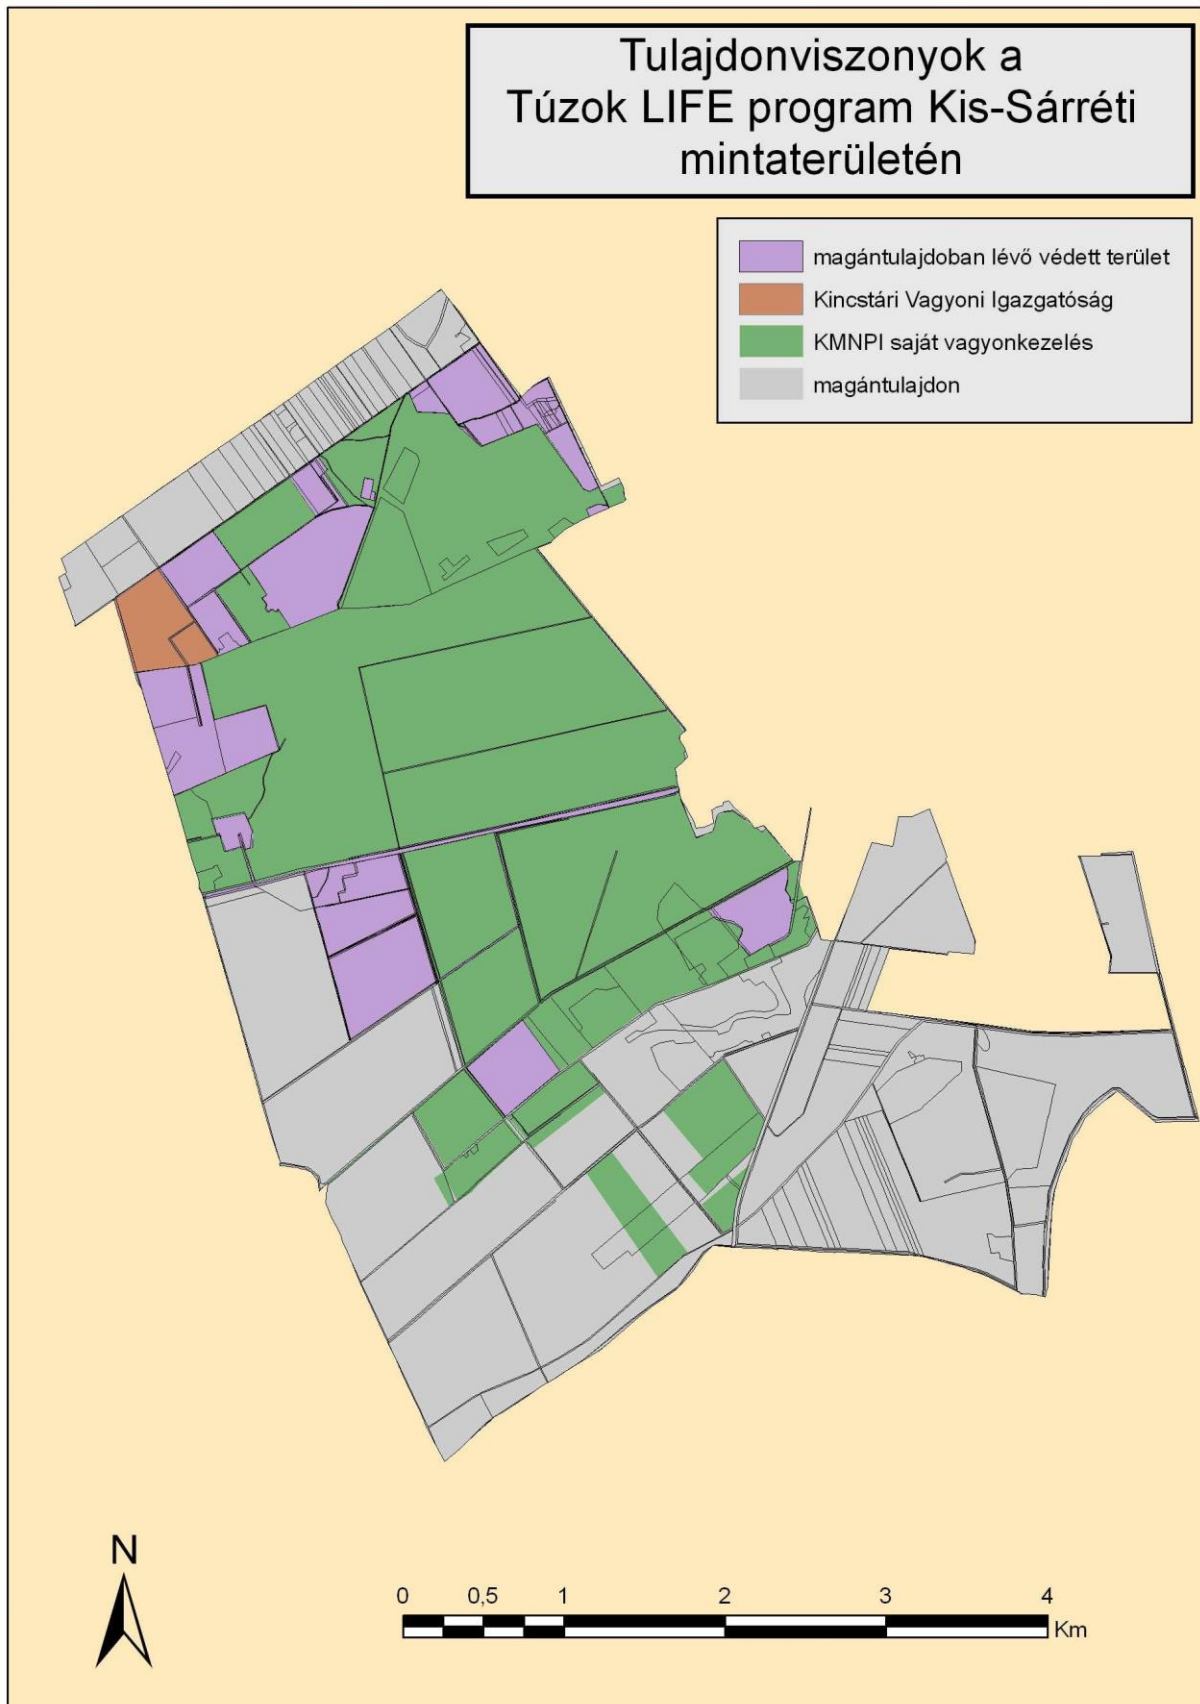 Tulajdonviszonyok a
Túzok LIFE program Kis-Sárréti
mintaterületén
magántulajdoban lévő védett terület
Kincstári Vagyoni Igazgatóság
KMNPI saját vagyonkezelés
magántulajdon
N
0 0,5 1 2 3 4
Km